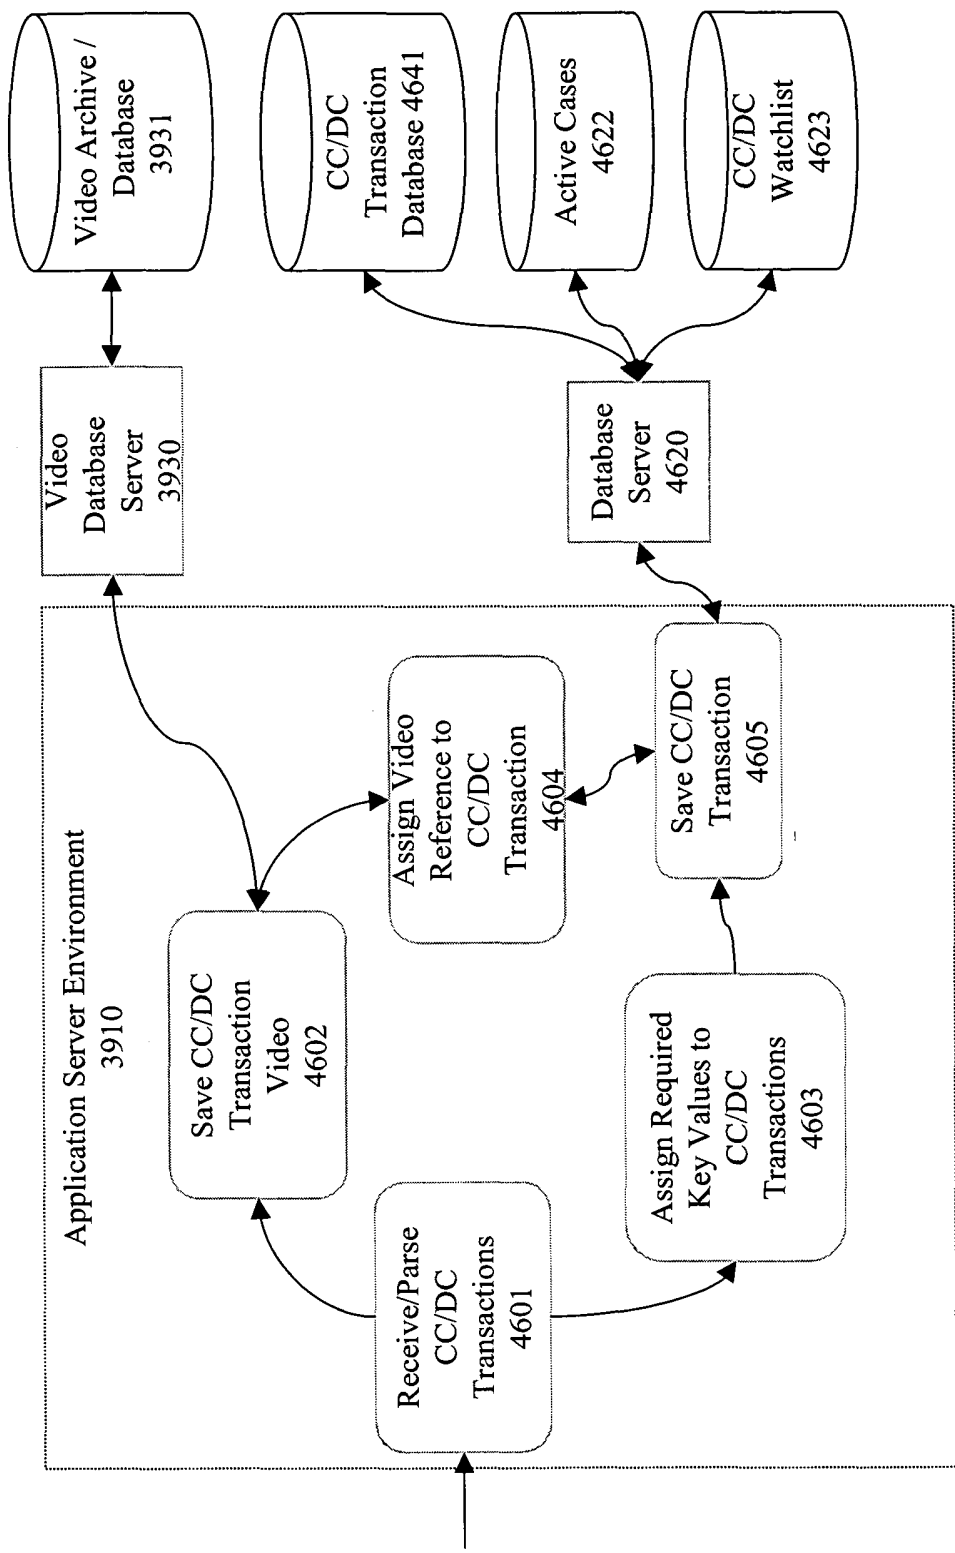 Application Server Environment
3910
Receive/Parse
CC/DC
Transactions
4601
Save CC/DC
Transaction
Video
4602
Assign Required
Key Values to
CC/DC
Transactions
4603
Assign Video
Reference to
CC/DC
Transaction
4604
Save CC/DC
Transaction
4605
Video
Database
Server
3930
Database
Server
4620
Video Archive /
Database
3931
CC/DC
Transaction
Database 4641
Active Cases
4622
CC/DC
Watchlist
4623